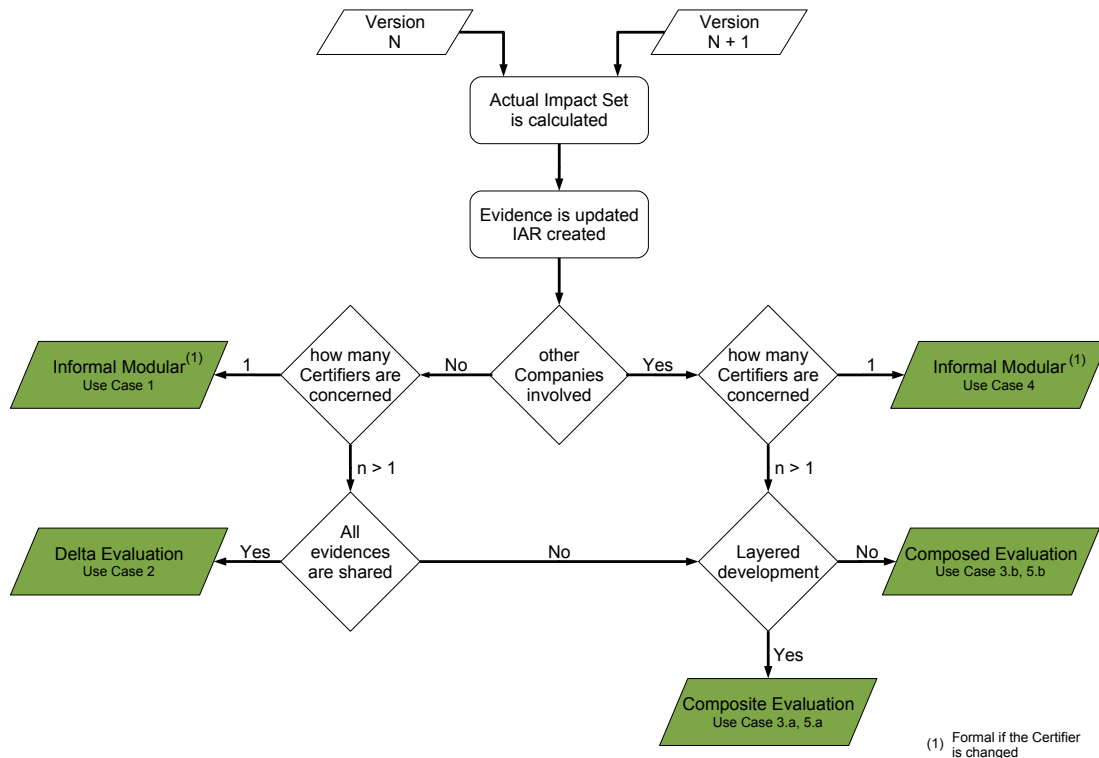 Version
N
Version
N + 1
Actual Impact Set
is calculated
Evidence is updated
IAR created
how many
Certifiers are
concerned
other
Companies
involved
how many
Certifiers are
concerned
Informal Modular(1)
Use Case 1
1
No
Yes
1
Informal Modular(1)
Use Case 4
n > 1
n > 1
Delta Evaluation
Use Case 2
Yes
All
evidences
are shared
No
Layered
development
No
Composed Evaluation
Use Case 3.b, 5.b
Yes
Composite Evaluation
Use Case 3.a, 5.a
(1) Formal if the Certifier
is changed